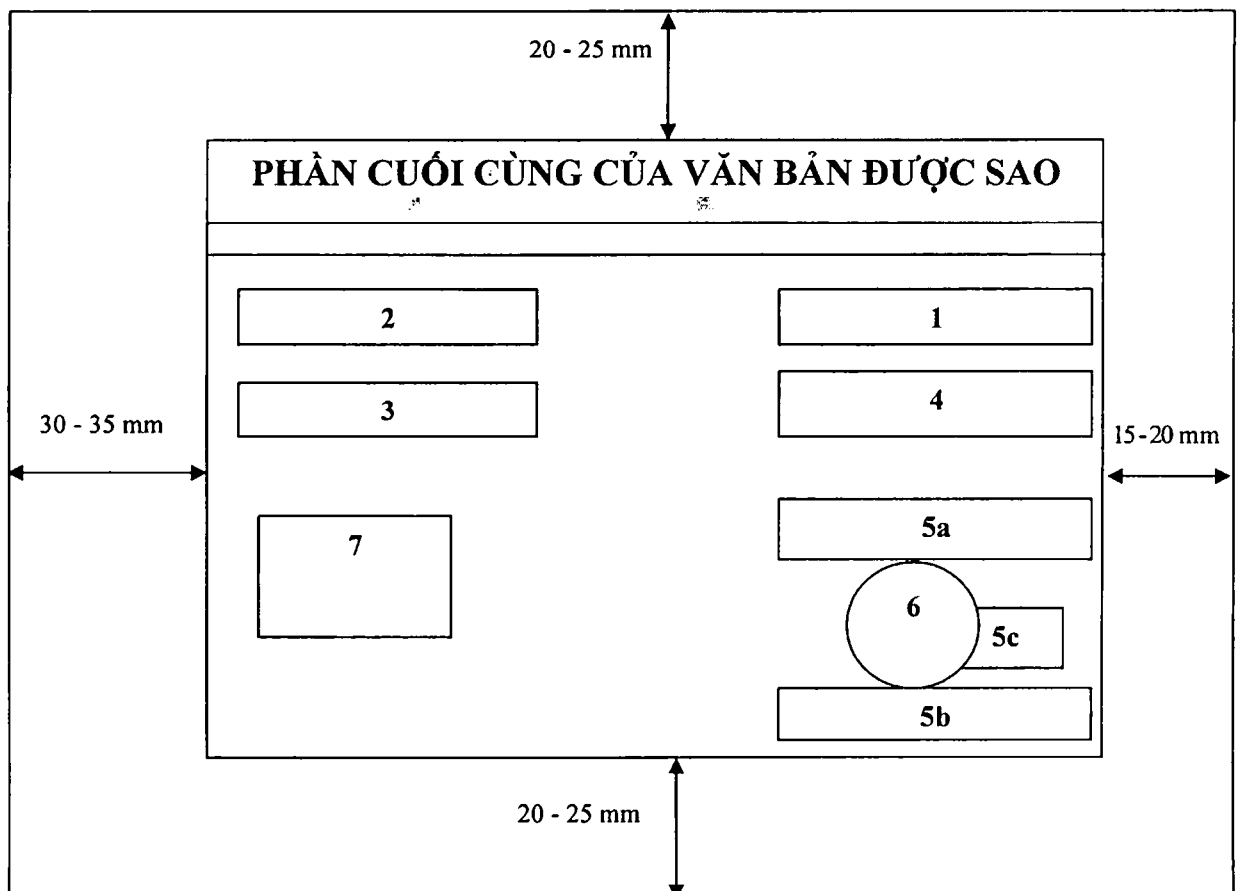 20 - 25 mm
PHẦN CUỐI CÙNG CỦA VĂN BẢN ĐƯỢC SAO
2
1
3
4
30 - 35 mm
15-20 mm
7
5a
6
5c
5b
20 - 25 mm